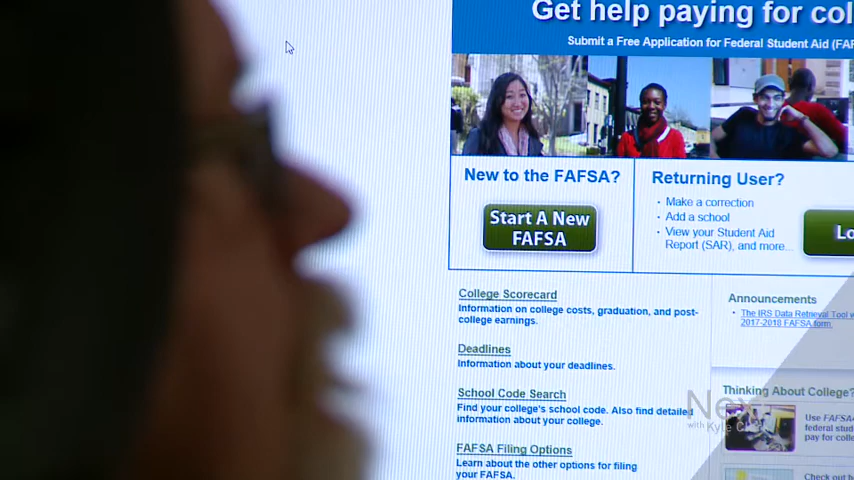 Get help paying for col
Submit a Free Application for Federal Student Aid (FAF
New to the FAFSA?
Start A New
FAFSA
Returning User?
• Make a correction
• Add a school
• View your Student Aid
Report (SAR), and more...
Lo
College Scorecard
Information on college costs, graduation, and post-
college earnings.
Deadlines
Information about your deadlines.
School Code Search
Find your college's school code. Also find detailed
information about your college.
FAFSA Filing Options
Learn about the other options for filing
your FAFSA.
Announcements
• The IRS Data Retrieval Tool w
2017-2018 FAFSA form.
Thinking About College?
Use FAFSA
federal stud
pay for colle
Check out h
Next
with Kyle Cl